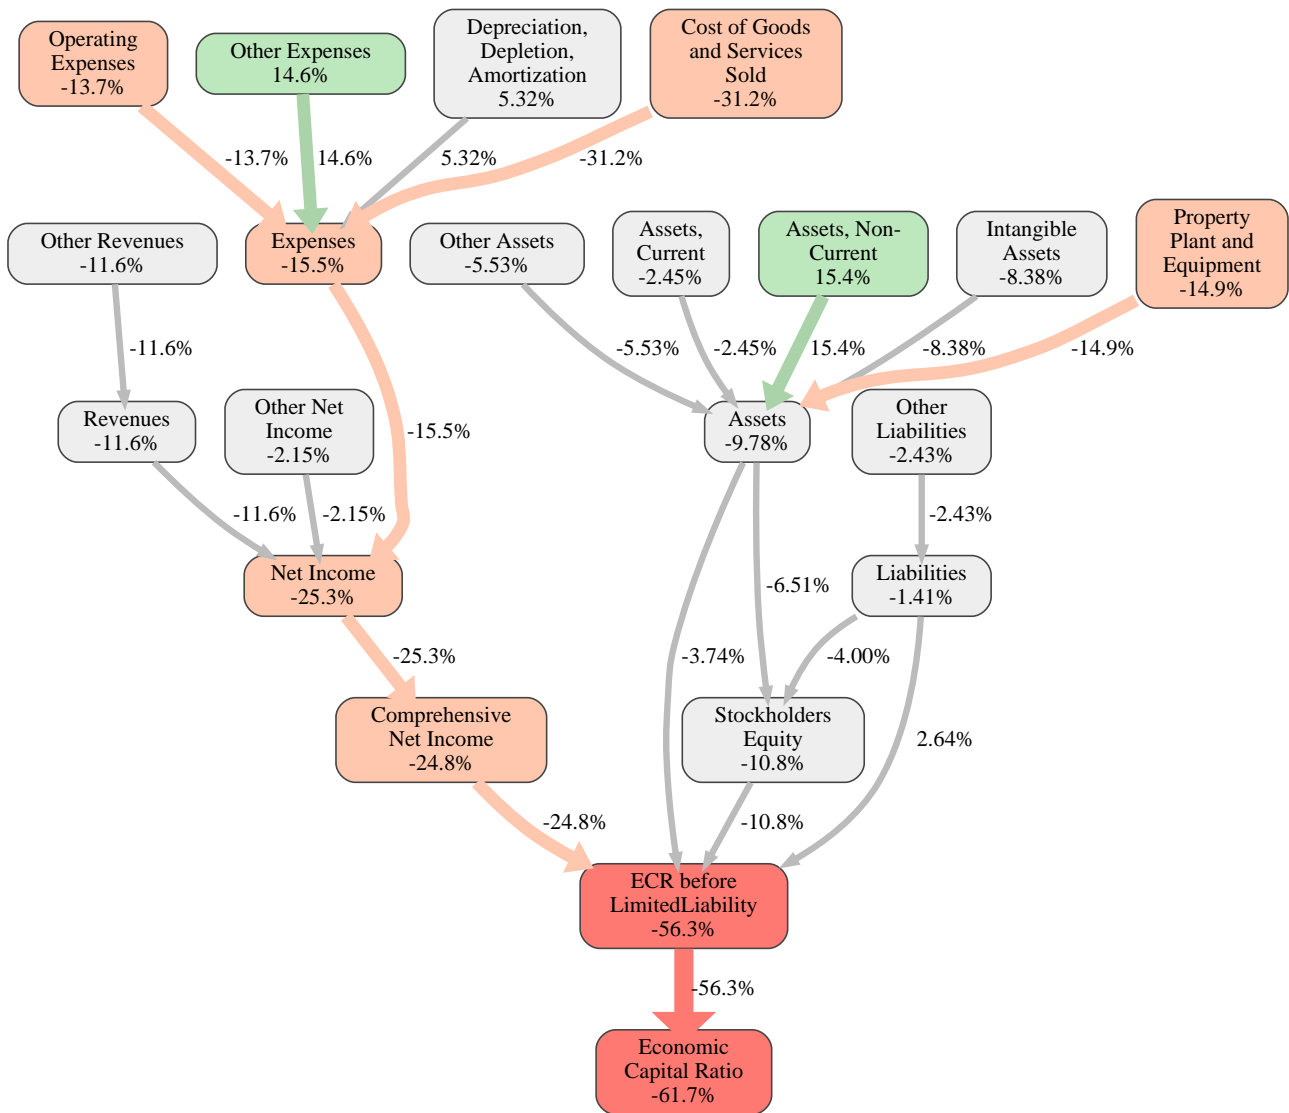 Operating
Expenses
-13.7%
Other Expenses
14.6%
Depreciation,
Depletion,
Amortization
5.32%
Cost of Goods
and Services
Sold
-31.2%
-13.7%
14.6%
5.32%
-31.2%
Other Revenues
-11.6%
Expenses
-15.5%
Other Assets
-5.53%
Assets,
Current
-2.45%
Assets, Non-
Current
15.4%
Intangible
Assets
-8.38%
Property
Plant and
Equipment
-14.9%
-11.6%
-5.53%
-2.45%
15.4%
-8.38%
-14.9%
Revenues
-11.6%
Other Net
Income
-2.15%
-15.5%
Assets
-9.78%
Other
Liabilities
-2.43%
-11.6%
-2.15%
-2.43%
Net Income
-25.3%
-6.51%
Liabilities
-1.41%
-25.3%
-3.74%
-4.00%
Comprehensive
Net Income
-24.8%
Stockholders
Equity
-10.8%
2.64%
-24.8%
-10.8%
ECR before
LimitedLiability
-56.3%
-56.3%
Economic
Capital Ratio
-61.7%